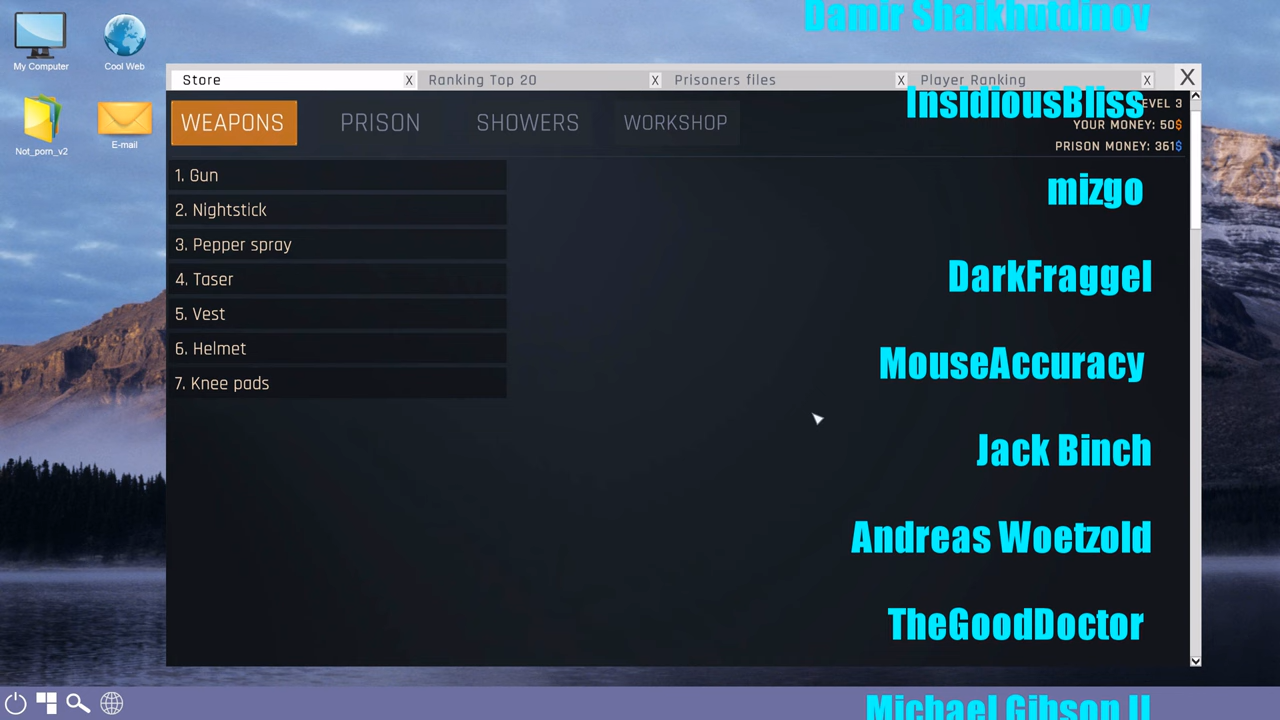 Damir Shaikhutdinov
My Computer
Cool Web
Store X
Ranking Top 20 X
Prisoners files X
Player Ranking X
X
Not_porn_v2
E-mail
WEAPONS
PRISON
SHOWERS
WORKSHOP
InsidiousBliss
EVEL 3
YOUR MONEY: 50$
PRISON MONEY: 361$
1. Gun
2. Nightstick
3. Pepper spray
4. Taser
5. Vest
6. Helmet
7. Knee pads
mizgo
DarkFraggel
MouseAccuracy
Jack Binch
Andreas Woetzold
TheGoodDoctor
Michael Gibson II